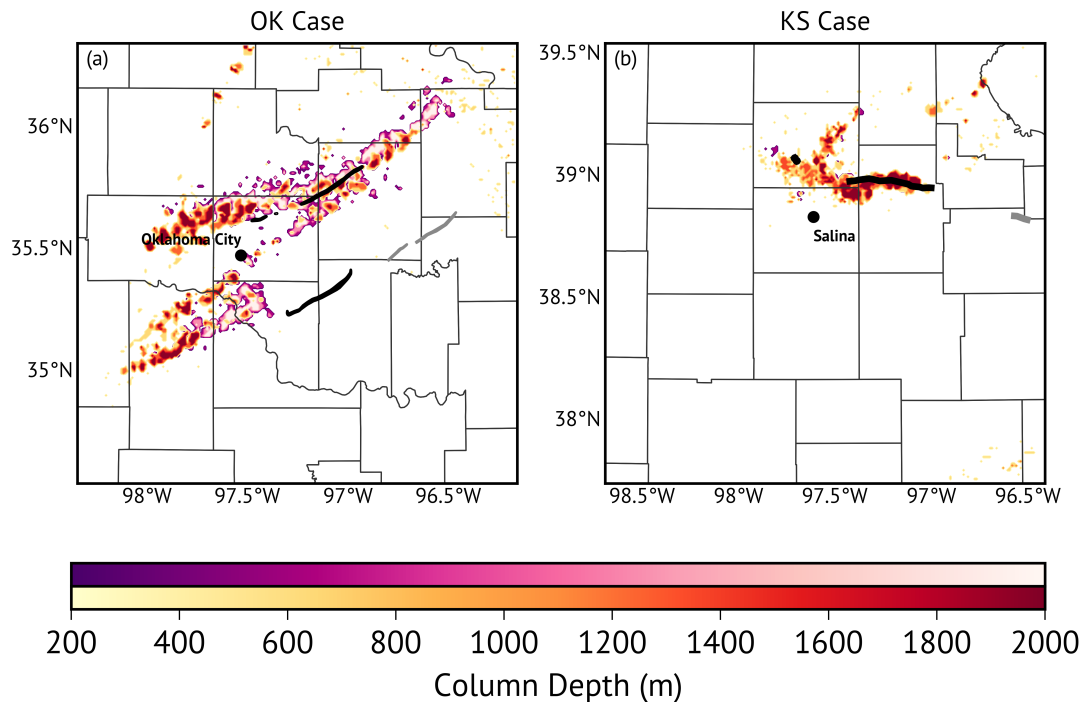 OK Case
KS Case
(a)
(b)
39.5°N
36°N
39°N
35.5°N
Oklahoma City
Salina
38.5°N
35°N
38°N
98°W 97.5°W 97°W 96.5°W
98.5°W 98°W 97.5°W 97°W 96.5°W
200 400 600 800 1000 1200 1400 1600 1800 2000
Column Depth (m)